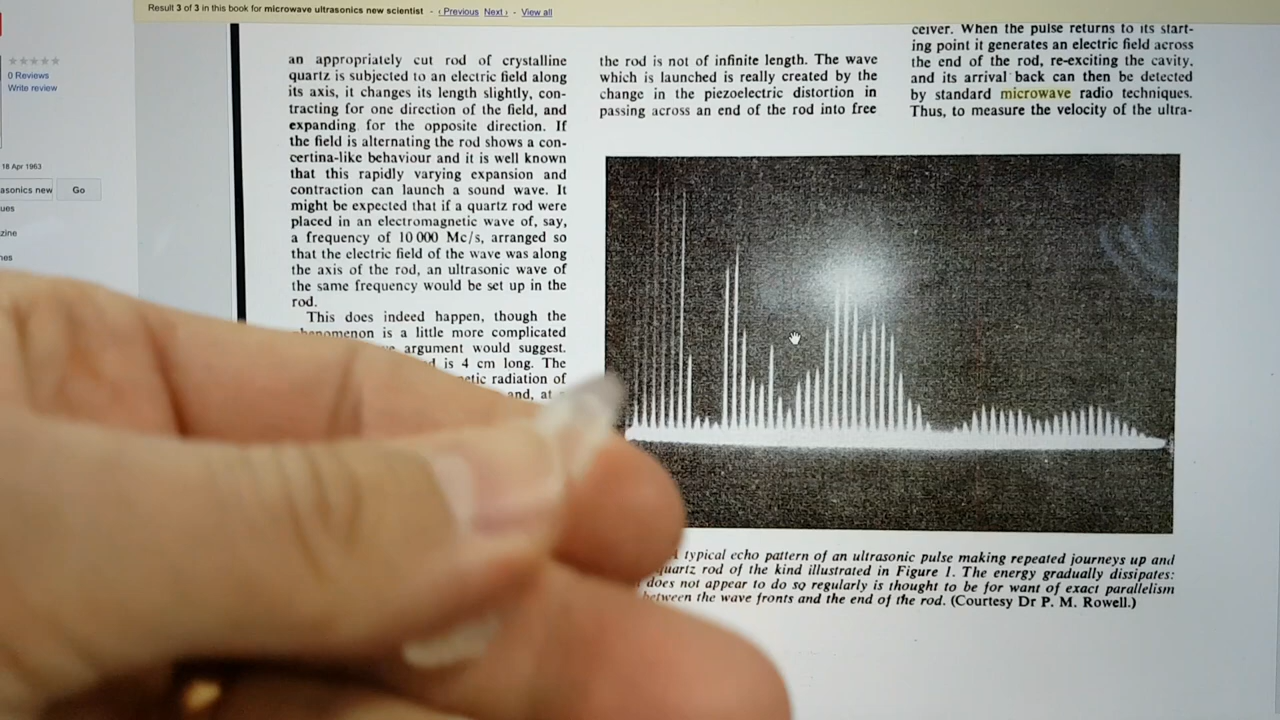 Result 3 of 3 in this book for microwave ultrasonics new scientist - ‹ Previous Next › - View all
0 Reviews
Write review
18 Apr 1963
asonics new
Go
an appropriately cut rod of crystalline
quartz is subjected to an electric field along
its axis, it changes its length slightly, con-
tracting for one direction of the field, and
expanding for the opposite direction. If
the field is alternating the rod shows a con-
certina-like behaviour and it is well known
that this rapidly varying expansion and
contraction can launch a sound wave. It
might be expected that if a quartz rod were
placed in an electromagnetic wave of, say,
a frequency of 10 000 Mc/s, arranged so
that the electric field of the wave was along
the axis of the rod, an ultrasonic wave of
the same frequency would be set up in the
rod.
This does indeed happen, though the
is a little more complicated
argument would suggest.
is 4 cm long. The
radiation of
and, at
the rod is not of infinite length. The wave
which is launched is really created by the
change in the piezoelectric distortion in
passing across an end of the rod into free
ceiver. When the pulse returns to its start-
ing point it generates an electric field across
the end of the rod, re-exciting the cavity,
and its arrival back can then be detected
by standard microwave radio techniques.
Thus, to measure the velocity of the ultra-
typical echo pattern of an ultrasonic pulse making repeated journeys up and
quartz rod of the kind illustrated in Figure 1. The energy gradually dissipates:
does not appear to do so regularly is thought to be for want of exact parallelism
between the wave fronts and the end of the rod. (Courtesy Dr P. M. Rowell.)